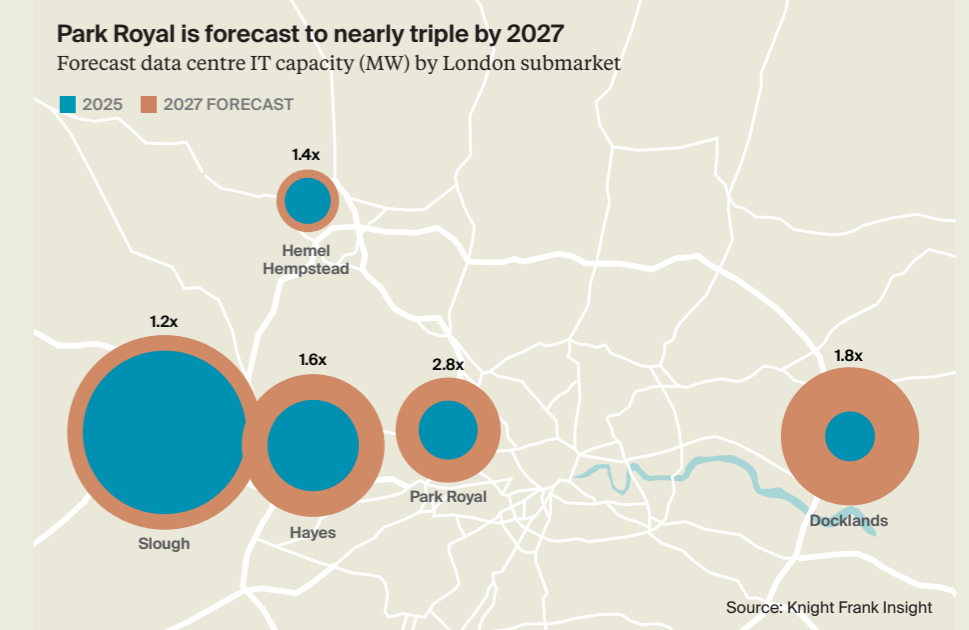 Park Royal is forecast to nearly triple by 2027
Forecast data centre IT capacity (MW) by London submarket
2025
2027 FORECAST
1.4x
Hemel
Hempstead
1.2x
Slough
1.6x
Hayes
2.8x
Park Royal
1.8x
Docklands
Source: Knight Frank Insight